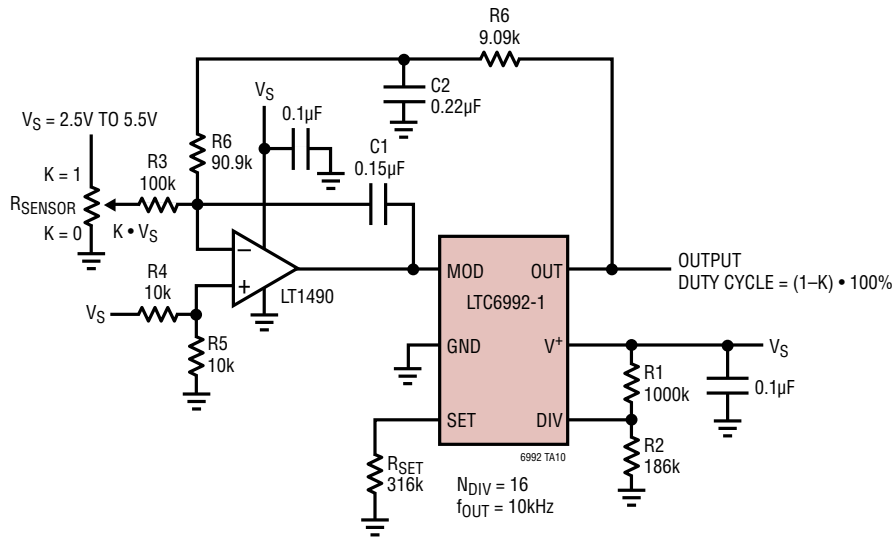 R6
9.09k
C2
0.22µF
VS
0.1µF
VS = 2.5V TO 5.5V
R6
90.9k
C1
0.15µF
K = 1
R3
100k
RSENSOR
K = 0
K • VS
–
+
LT1490
R4
10k
VS
R5
10k
MOD
OUT
LTC6992-1
GND
V+
SET
DIV
OUTPUT
DUTY CYCLE = (1–K) • 100%
VS
R1
1000k
0.1µF
R2
186k
6992 TA10
RSET
316k
NDIV = 16
fOUT = 10kHz